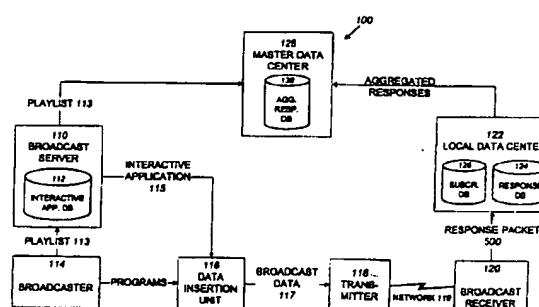 100
128
MASTER DATA
CENTER
AGG.
RESP.
DB
PLAYLIST 113
AGGREGATED
RESPONSES
110
BROADCAST
SERVER
112
INTERACTIVE
APP. DB
INTERACTIVE
APPLICATION
115
122
LOCAL DATA CENTER
126
SUBCR.
DB
124
RESPONSE
DB
PLAYLIST 113
RESPONSE PACKET
500
114
BROADCASTER
PROGRAMS
116
DATA
INSERTION
UNIT
BROADCAST
DATA
117
118
TRANS-
MITTER
NETWORK 119
120
BROADCAST
RECEIVER